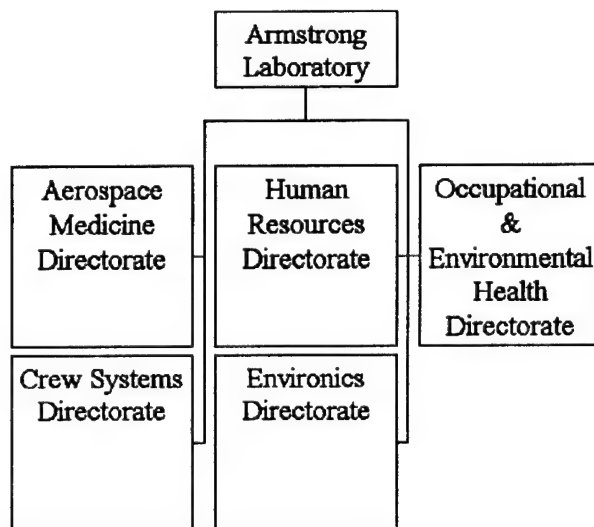 Armstrong
Laboratory
Aerospace
Medicine
Directorate
Human
Resources
Directorate
Occupational
&
Environmental
Health
Directorate
Crew Systems
Directorate
Environics
Directorate